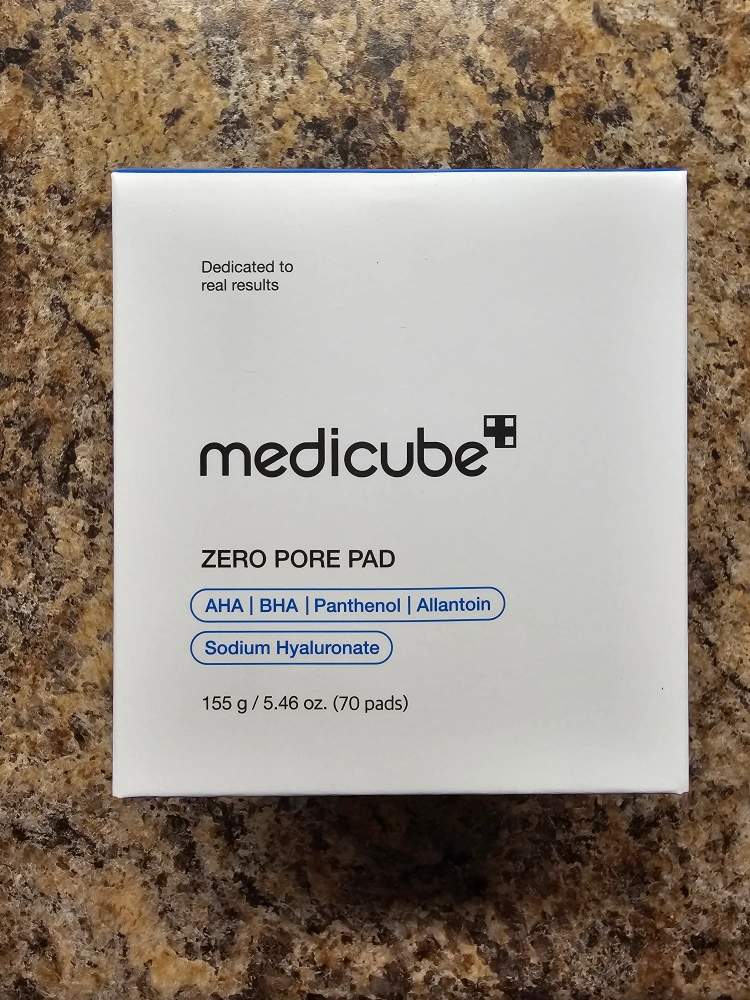 Dedicated to
real results
medicube
ZERO PORE PAD
AHA | BHA | Panthenol | Allantoin
Sodium Hyaluronate
155 g / 5.46 oz. (70 pads)